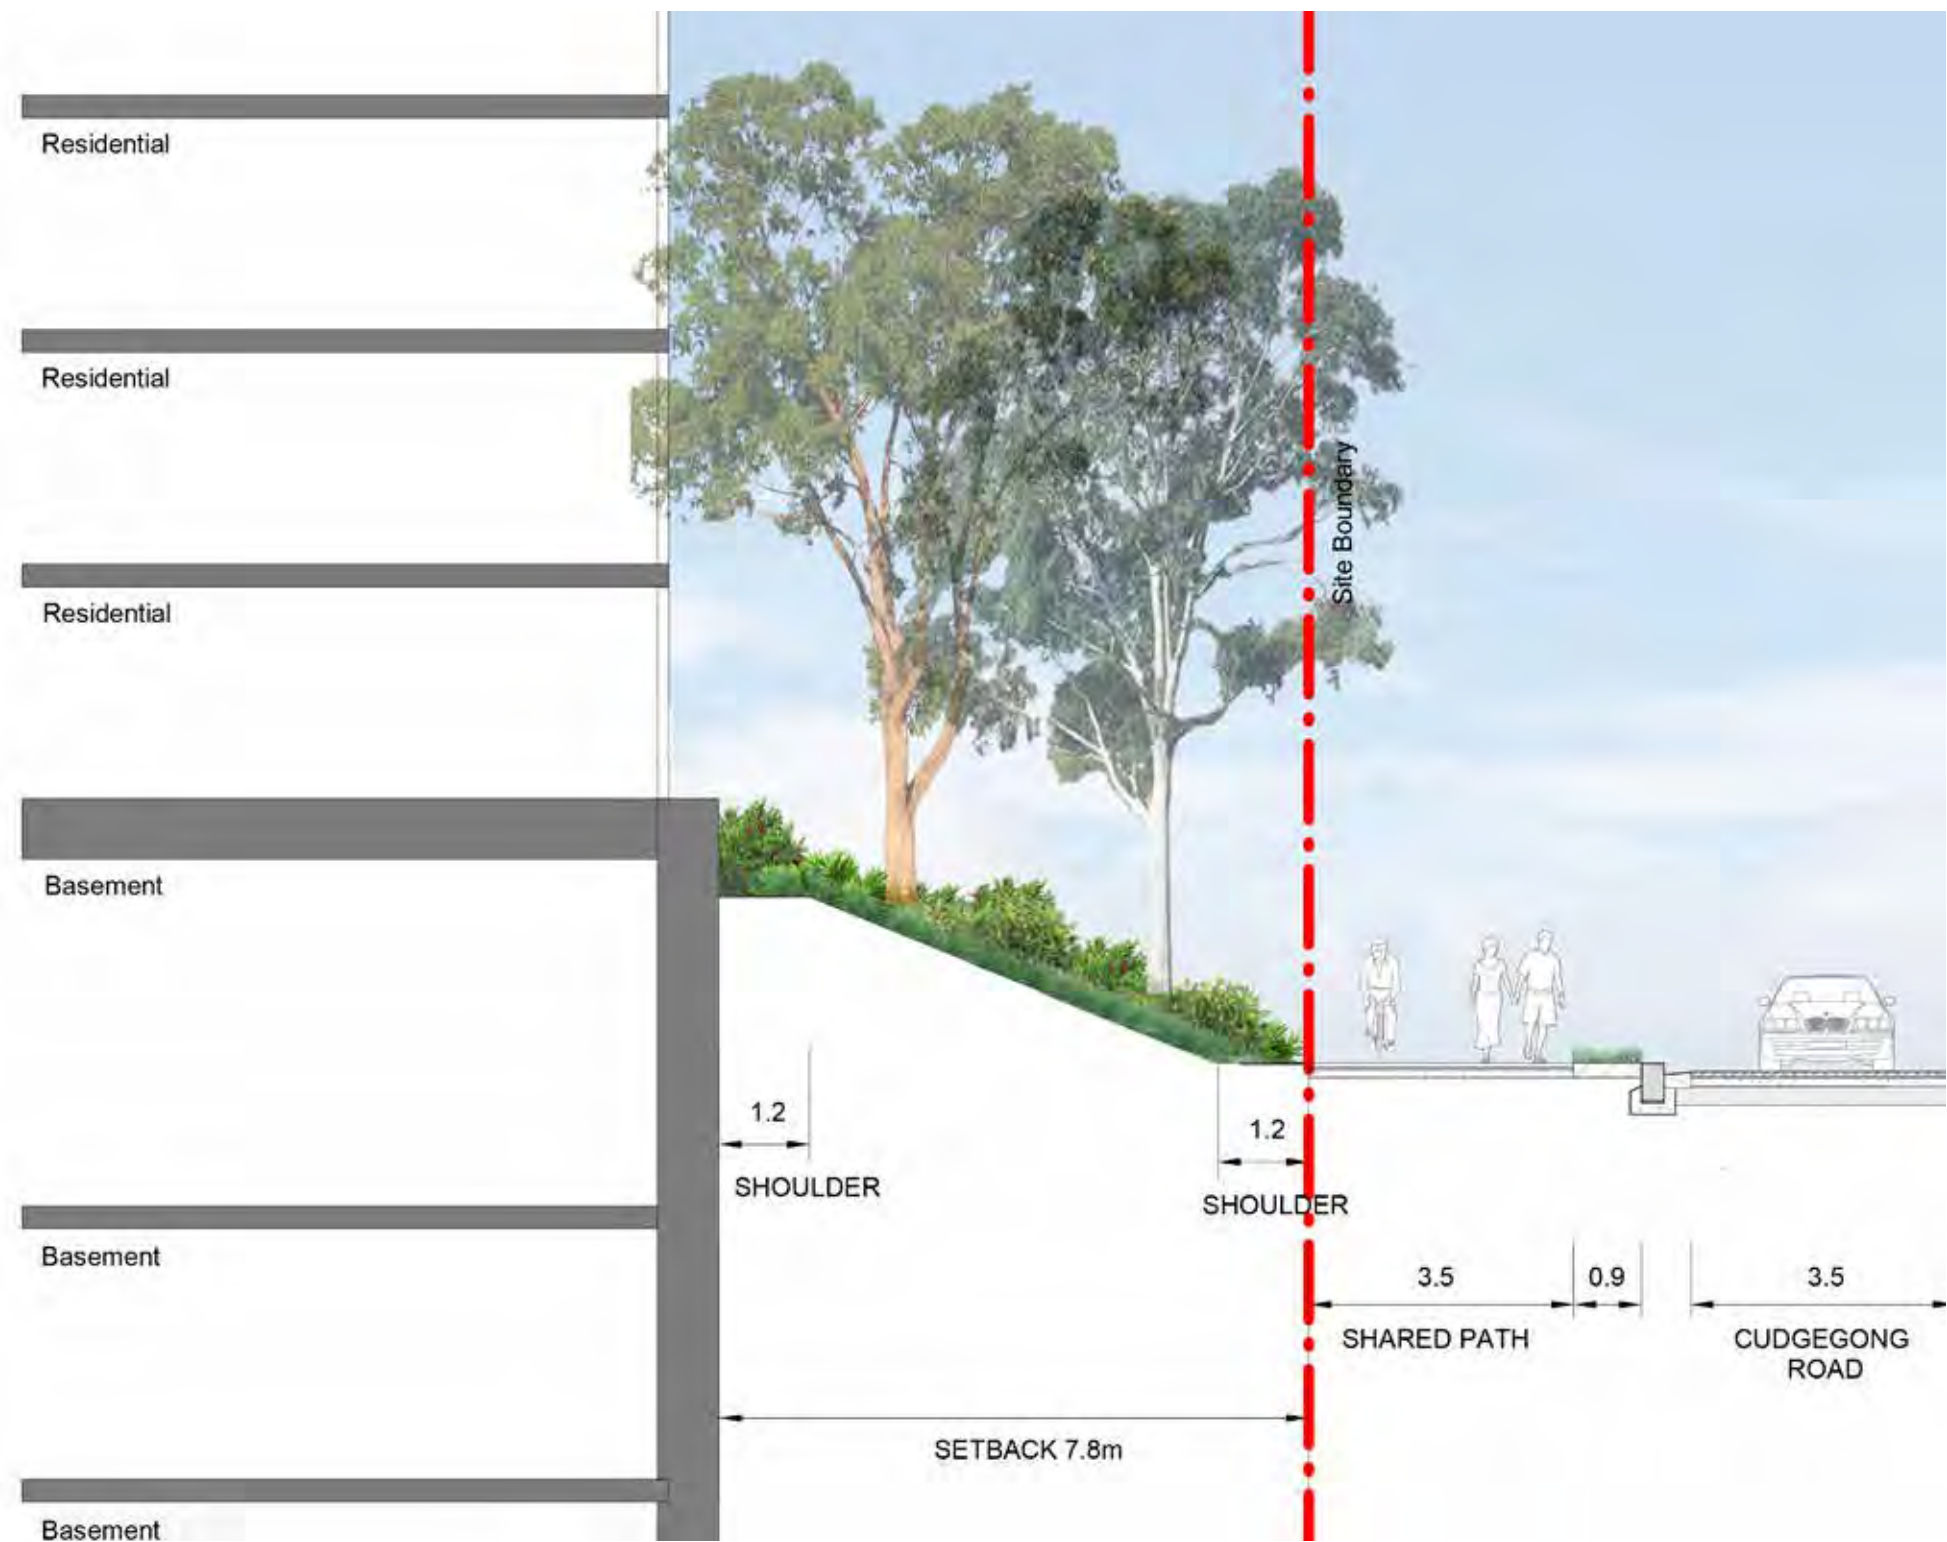 Residential
Residential
Site Boundary
Residential
Basement
1.2
SHOULDER
1.2
SHOULDER
Basement
3.5
0.9
3.5
SHARED PATH
CUDGEGONG
ROAD
SETBACK 7.8m
Basement